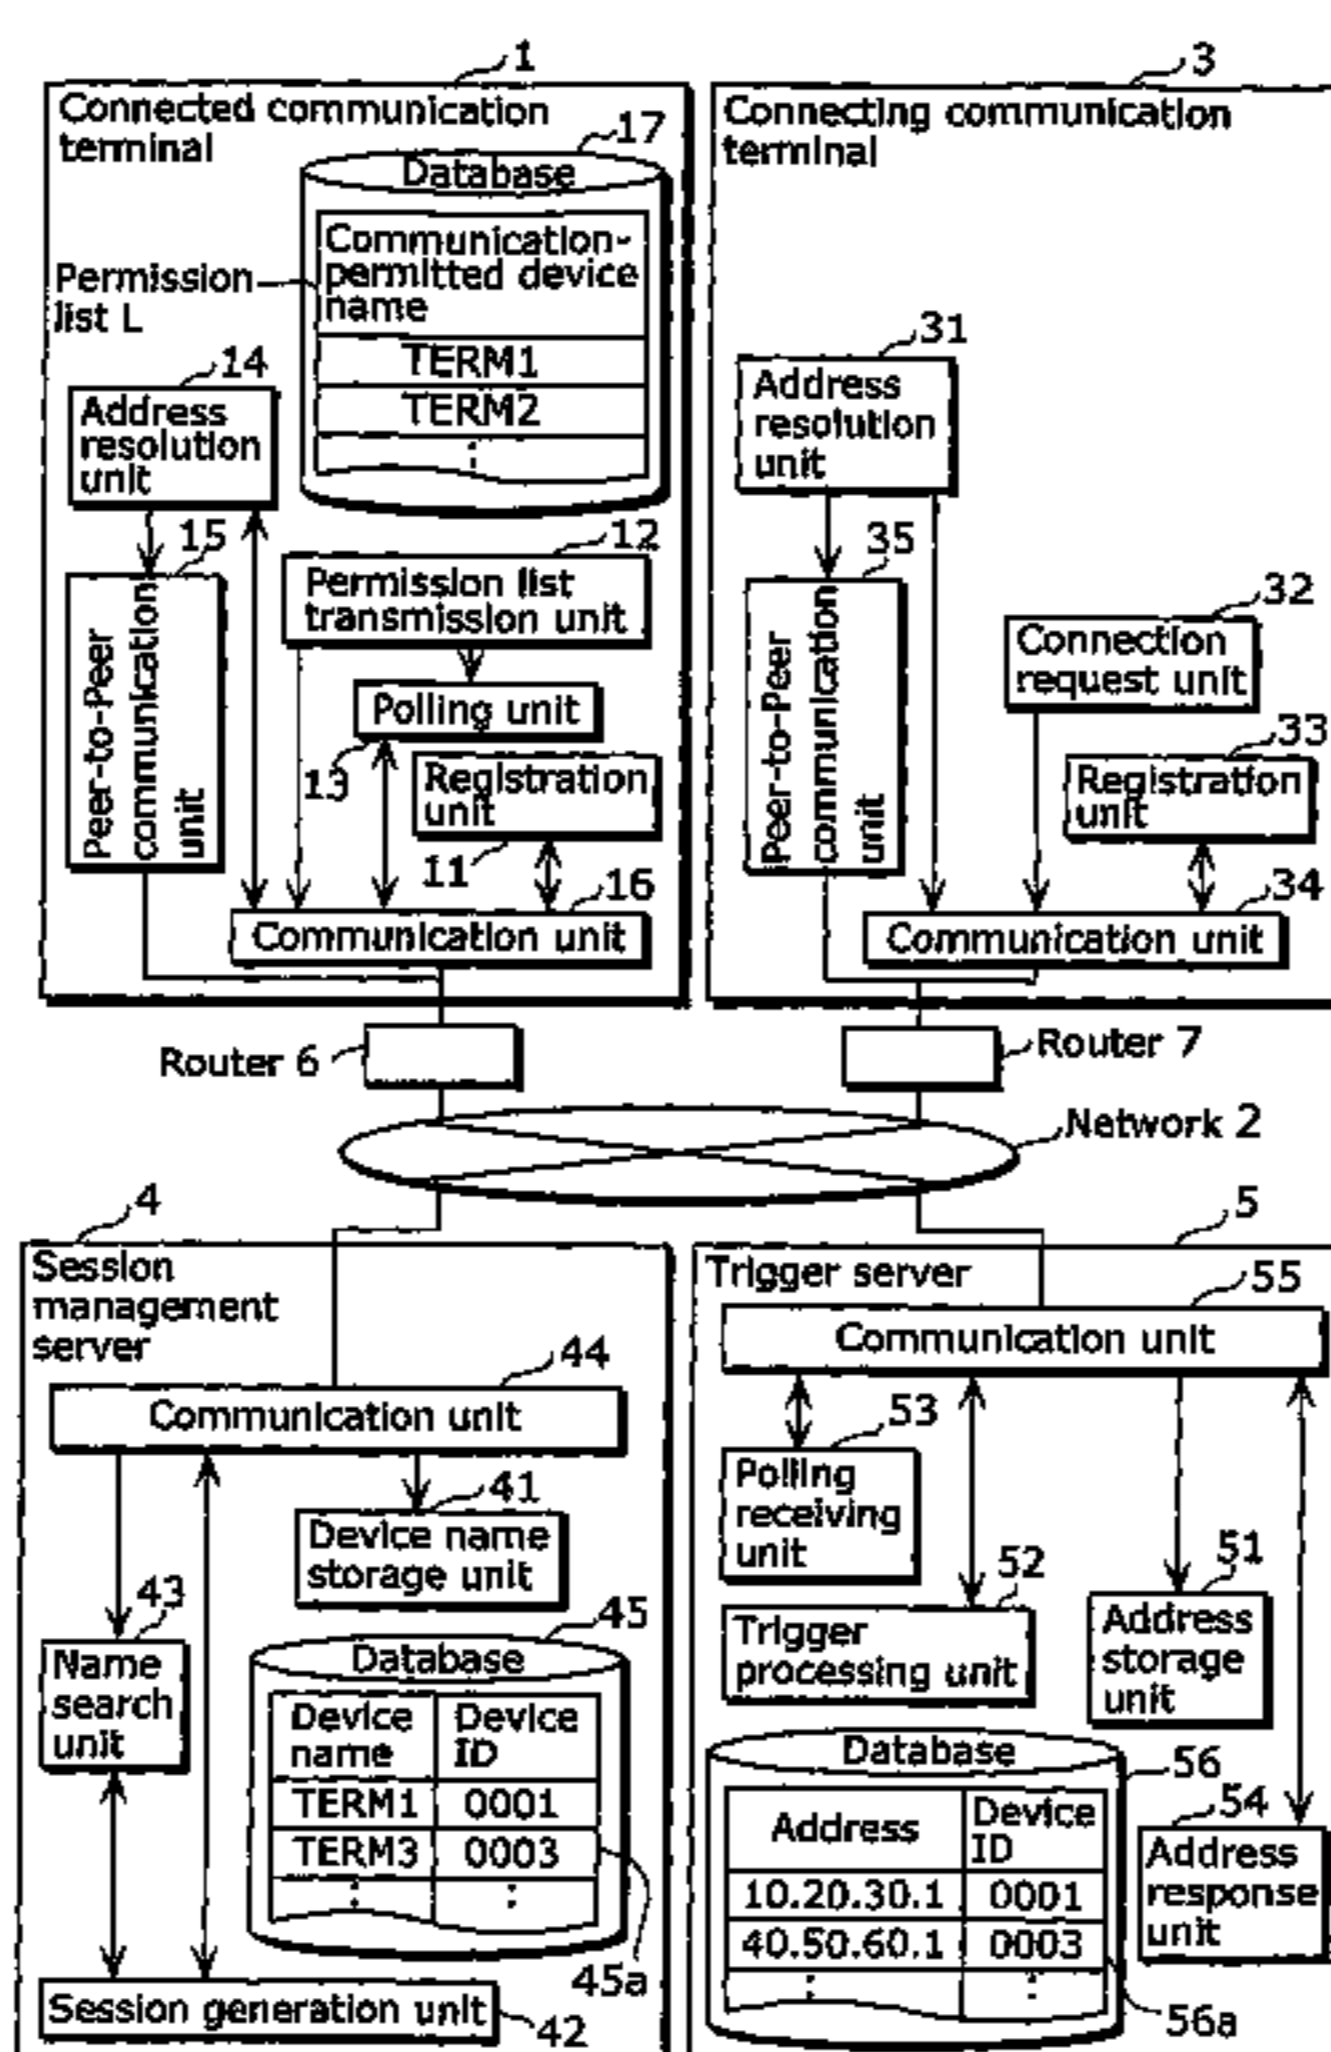 1
Connected communication
terminal
17
Database
Communication-
permitted device
name
Permission
list L
TERM1
TERM2
14
Address
resolution
unit
15
Peer-to-Peer
communication
unit
12
Permission list
transmission unit
Polling unit
13
Registration
unit
11
16
Communication unit
3
Connecting communication
terminal
31
Address
resolution
unit
35
Peer-to-Peer
communication
unit
32
Connection
request unit
33
Registration
unit
34
Communication unit
Router 6
Router 7
Network 2
4
Session
management
server
44
Communication unit
41
Device name
storage unit
43
Name
search
unit
45
Database
Device
name
Device
ID
TERM1 0001
TERM3 0003
45a
Session generation unit
42
5
Trigger server
55
Communication unit
53
Polling
receiving
unit
52
Trigger
processing unit
51
Address
storage
unit
56
Database
Address
Device
ID
10.20.30.1 0001
40.50.60.1 0003
56a
54
Address
response
unit